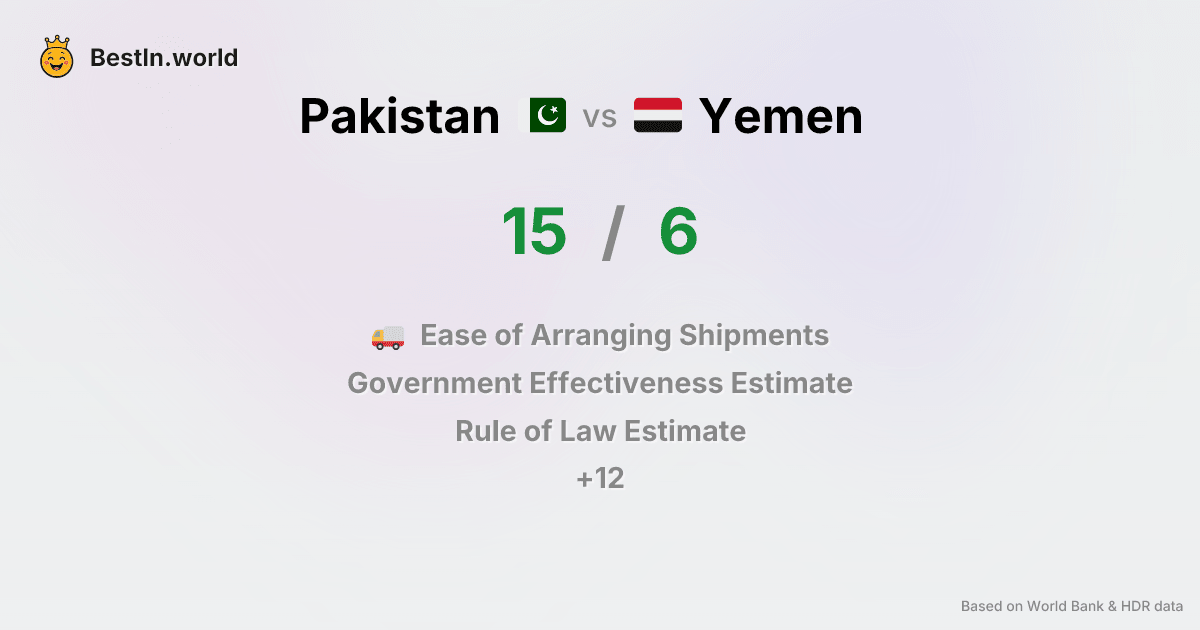 BestIn.world
Pakistan vs Yemen
15 / 6
Ease of Arranging Shipments
Government Effectiveness Estimate
Rule of Law Estimate
+12
Based on World Bank & HDR data